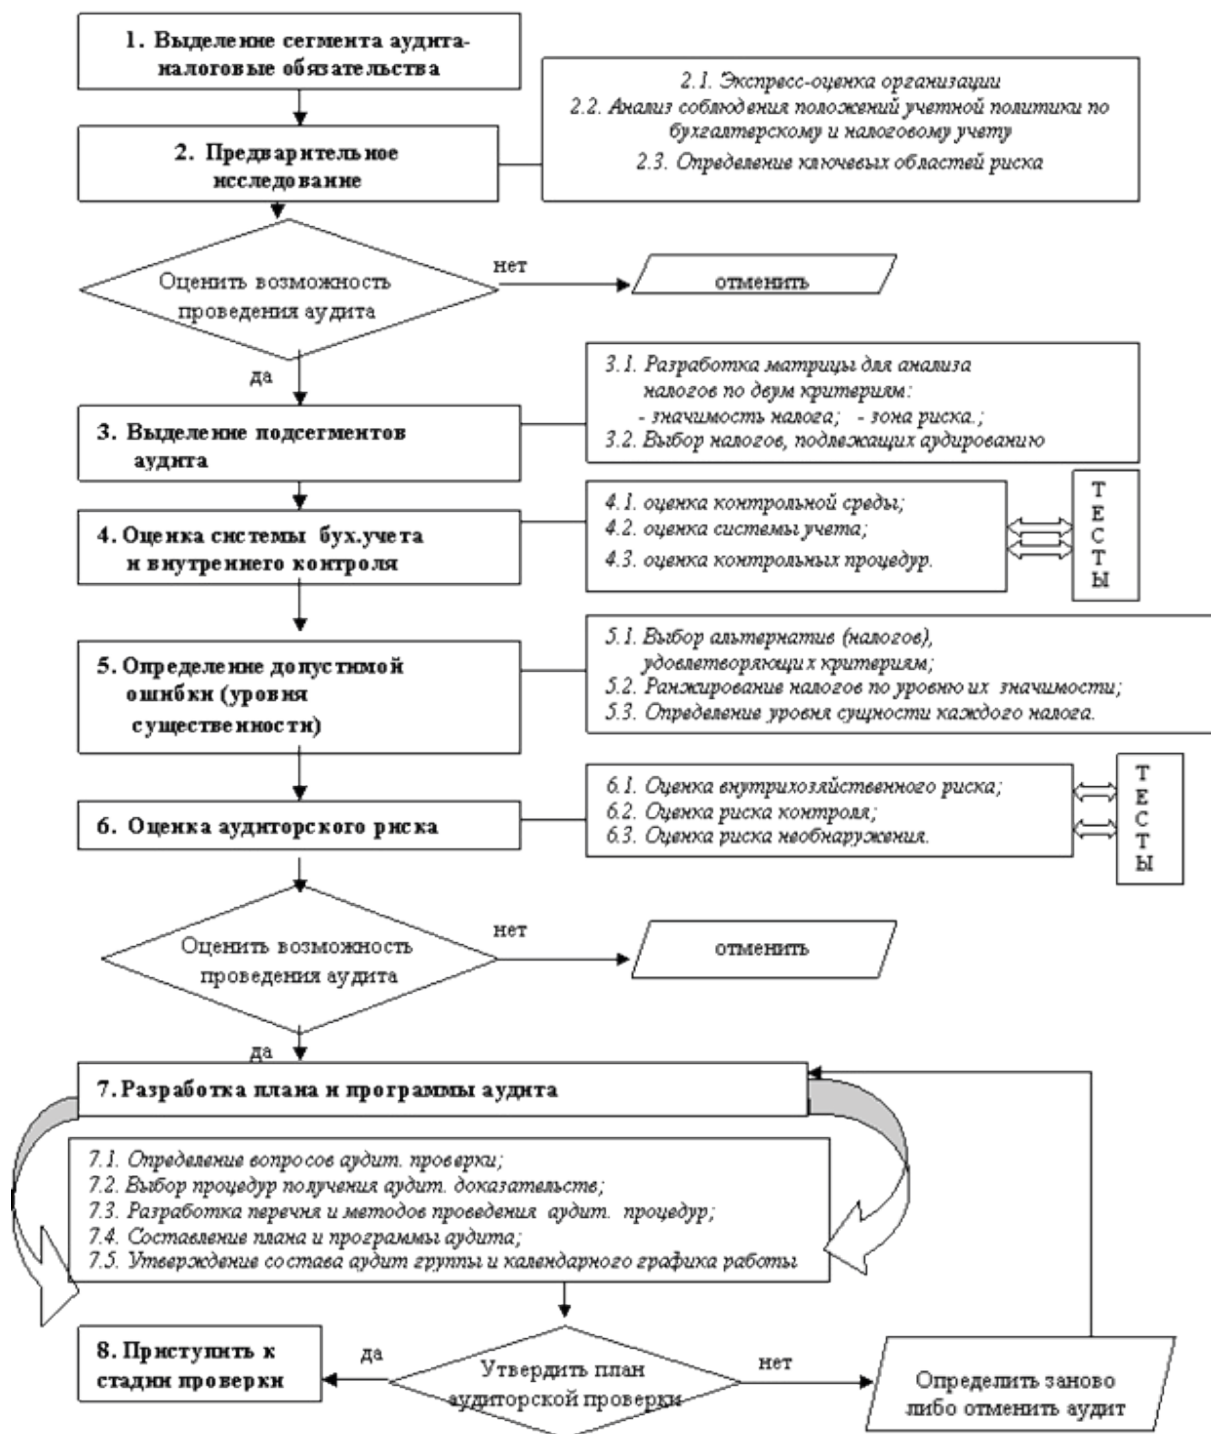 1. Выделение сегмента аудита-
налоговые обязательства
2.1. Экспресс-оценка организации
2.2. Анализ соблюдения положений учетной политики по
бухгалтерскому и налоговому учету
2.3. Определение ключевых областей риска
2. Предварительное
исследование
Оценить возможность
проведения аудита
нет
отменить
да
3.1. Разработка матрицы для анализа
налогов по двум критериям:
- значимость налога; - зона риска.;
3.2. Выбор налогов, подлежащих аудированию
3. Выделение подсегментов
аудита
4.1. оценка контрольной среды;
4.2. оценка системы учета;
4.3. оценка контрольных процедур.
Т
Е
С
Т
Ы
4. Оценка системы бух.учета
и внутреннего контроля
5.1. Выбор альтернатив (налогов),
удовлетворяющих критериям;
5.2. Ранжирование налогов по уровню их значимости;
5.3. Определение уровня сущности каждого налога.
5. Определение допустимой
ошибки (уровня
существенности)
6.1. Оценка внутрихозяйственного риска;
6.2. Оценка риска контроля;
6.3. Оценка риска необнаружения.
Т
Е
С
Т
Ы
6. Оценка аудиторского риска
Оценить возможность
проведения аудита
нет
отменить
да
7. Разработка плана и программы аудита
7.1. Определение вопросов аудит. проверки;
7.2. Выбор процедур получения аудит. доказательств;
7.3. Разработка перечня и методов проведения аудит. процедур;
7.4. Составление плана и программы аудита;
7.5. Утверждение состава аудит группы и календарного графика работы
8. Приступить к
стадии проверки
да
Утвердить план
аудиторской проверки
нет
Определить заново
либо отменить аудит